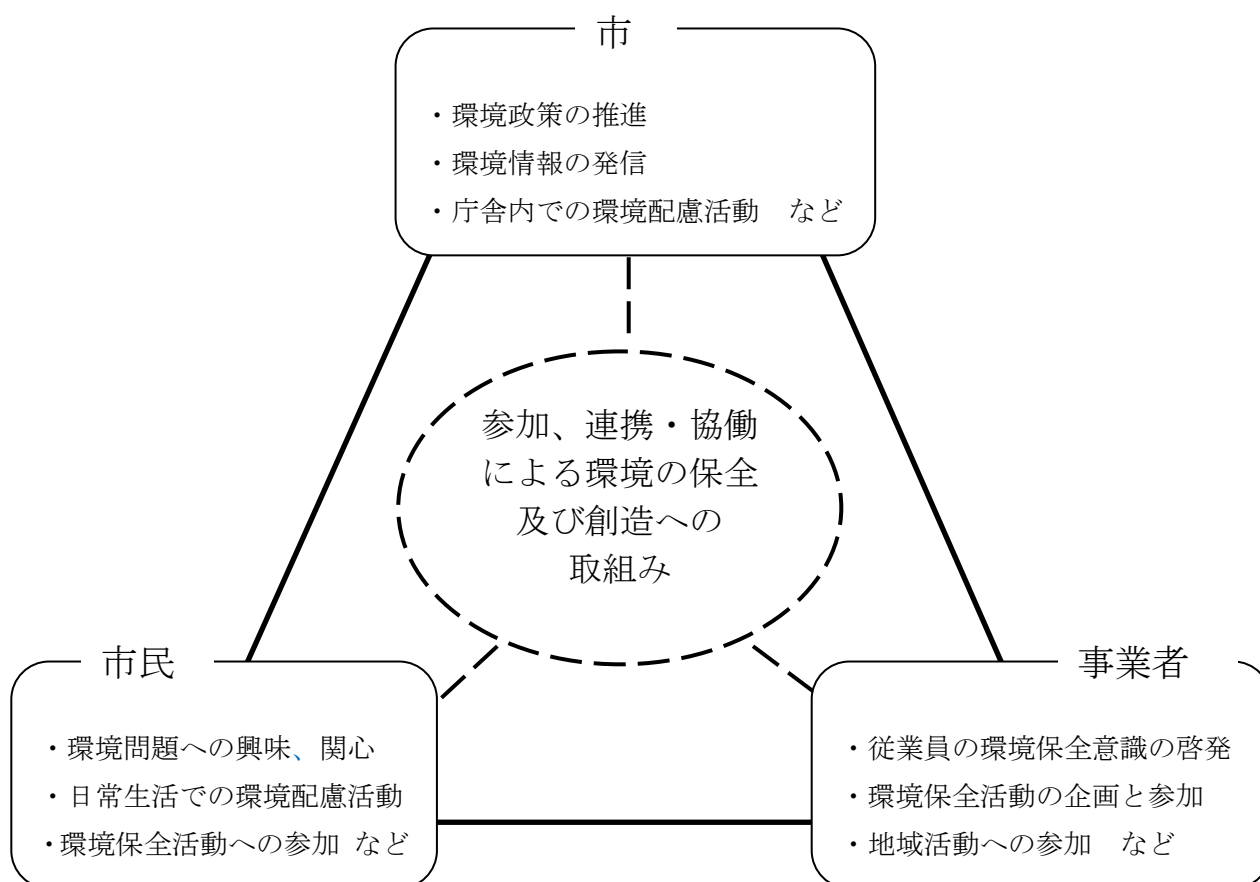 市
・環境政策の推進
・環境情報の発信
・庁舎内での環境配慮活動　など
参加、連携・協働
による環境の保全
及び創造への
取組み
市民
・環境問題への興味、関心
・日常生活での環境配慮活動
・環境保全活動への参加 など
事業者
・従業員の環境保全意識の啓発
・環境保全活動の企画と参加
・地域活動への参加　など